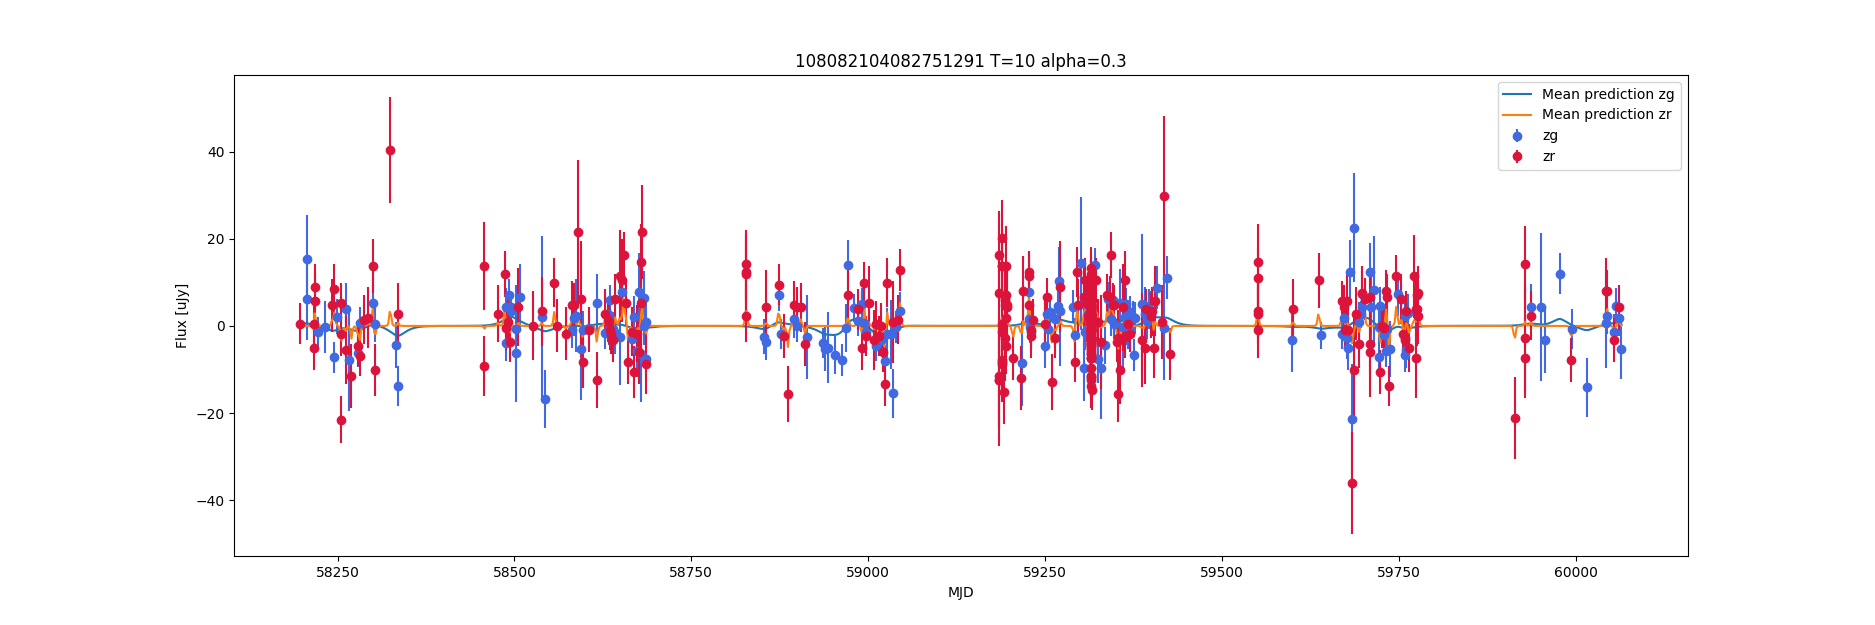 108082104082751291 T=10 alpha=0.3
Mean prediction zg
Mean prediction zr
zg
zr
Flux [uJy]
40
20
0
−20
−40
58250
58500
58750
59000
59250
59500
59750
60000
MJD